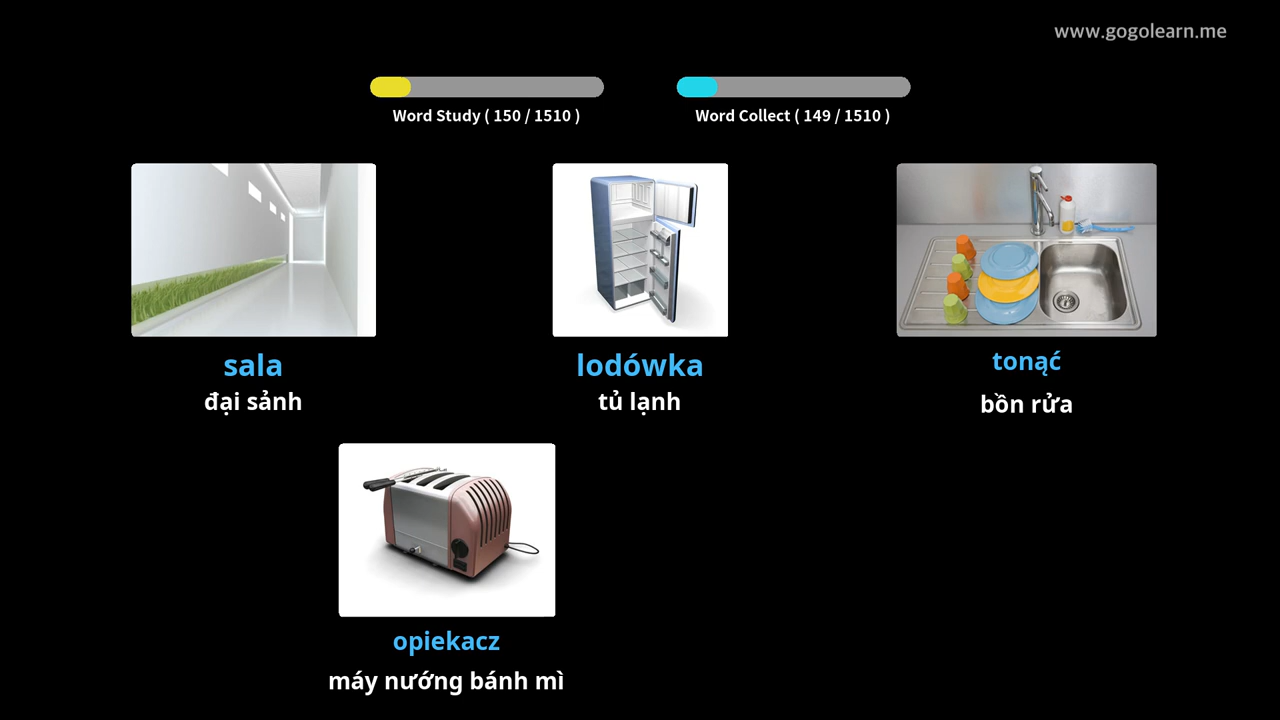 www.gogolearn.me
Word Study ( 150 / 1510 )
Word Collect ( 149 / 1510 )
sala
đại sảnh
lodówka
tủ lạnh
tonąć
bồn rửa
opiekacz
máy nướng bánh mì